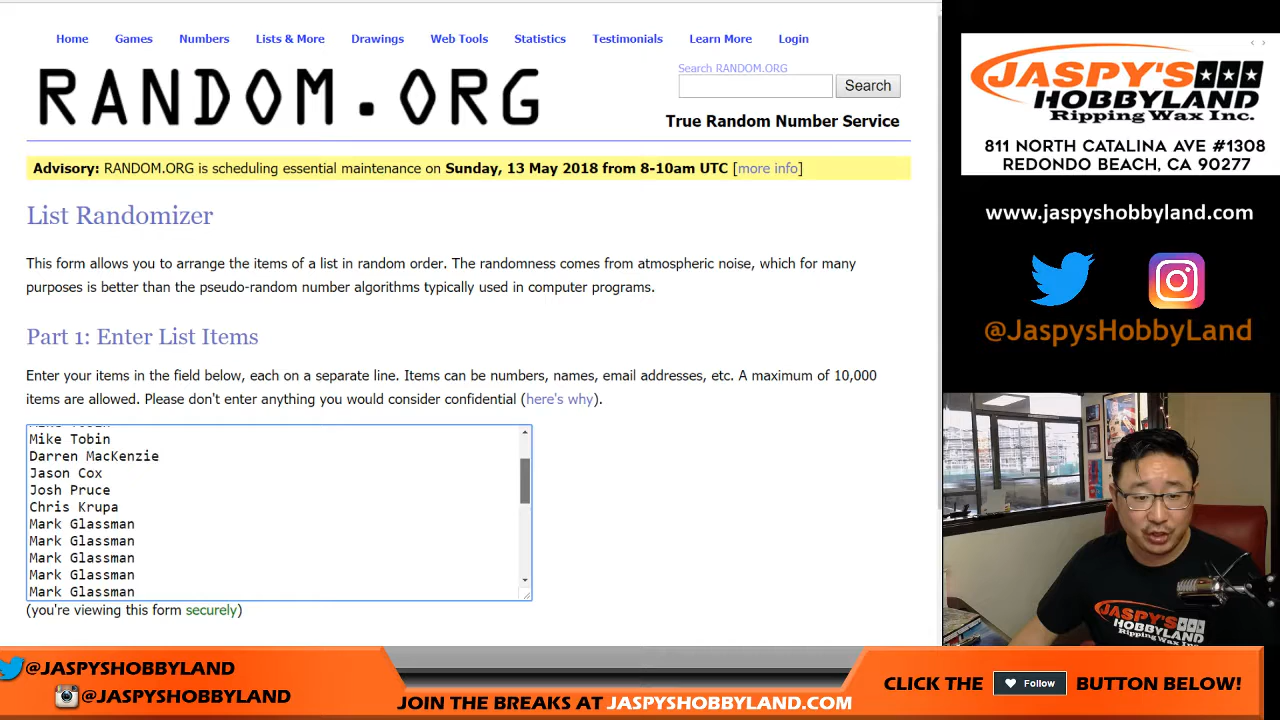 Home Games Numbers Lists & More Drawings Web Tools Statistics Testimonials Learn More Login
RANDOM.ORG
Search RANDOM.ORG
Search
True Random Number Service
Advisory: RANDOM.ORG is scheduling essential maintenance on Sunday, 13 May 2018 from 8-10am UTC [more info]
List Randomizer
This form allows you to arrange the items of a list in random order. The randomness comes from atmospheric noise, which for many
purposes is better than the pseudo-random number algorithms typically used in computer programs.
Part 1: Enter List Items
Enter your items in the field below, each on a separate line. Items can be numbers, names, email addresses, etc. A maximum of 10,000
items are allowed. Please don't enter anything you would consider confidential (here's why).
Mike Tobin
Darren MacKenzie
Jason Cox
Josh Pruce
Chris Krupa
Mark Glassman
Mark Glassman
Mark Glassman
Mark Glassman
Mark Glassman
(you're viewing this form securely)
JASPY'S
HOBBYLAND
Ripping Wax Inc.
811 NORTH CATALINA AVE #1308
REDONDO BEACH, CA 90277
www.jaspyshobbyland.com
@JaspysHobbyLand
JASPY'S
HOBBYLAND
Ripping Wax Inc.
@JASPYSHOBBYLAND
@JASPYSHOBBYLAND
JOIN THE BREAKS AT JASPYSHOBBYLAND.COM
CLICK THE Follow BUTTON BELOW!